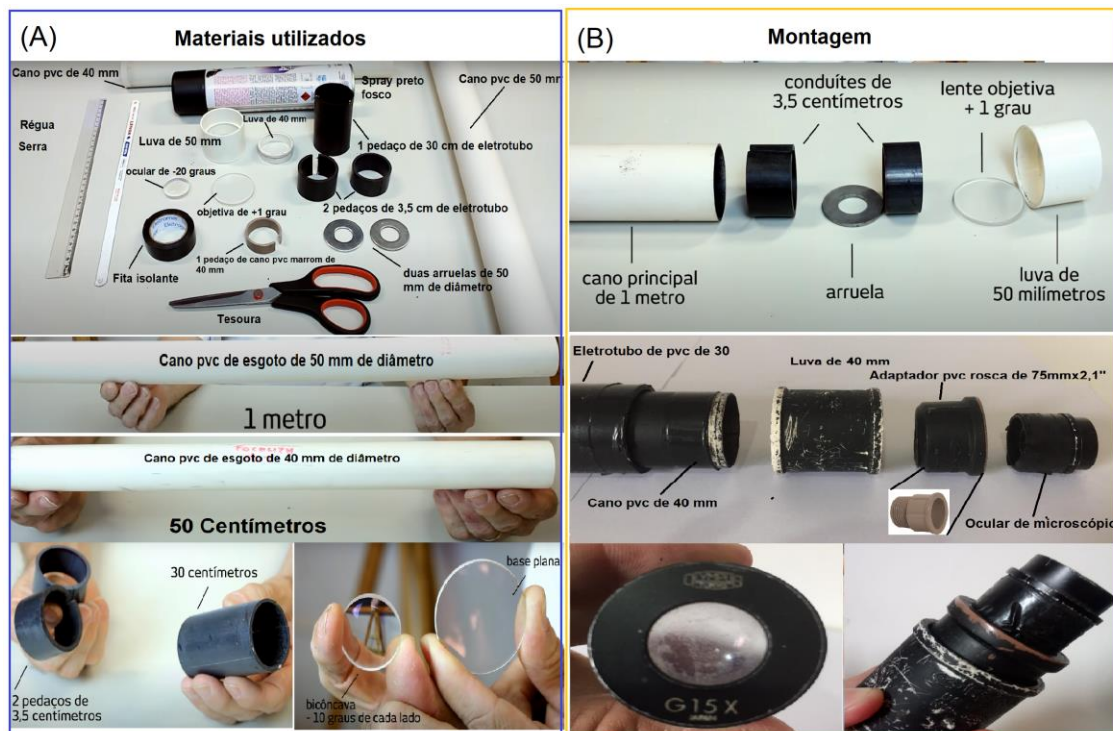 (A)
Materiais utilizados
Cano pvc de 40 mm
Spray preto
fosco
Cano pvc de 50 mm
Régua
Serra
Luva de 50 mm
Luva de 40 mm
1 pedaço de 30 cm de eletrotubo
ocular de -20 graus
objetiva de +1 grau
2 pedaços de 3,5 cm de eletrotubo
Fita isolante
1 pedaço de cano pvc marrom de
40 mm
duas arruelas de 50
mm de diâmetro
Tesoura
Cano pvc de esgoto de 50 mm de diâmetro
1 metro
Cano pvc de esgoto de 40 mm de diâmetro
50 Centímetros
30 centímetros
2 pedaços de
3,5 centímetros
base plana
bicôncava
- 10 graus de cada lado
(B)
Montagem
conduítes de
3,5 centímetros
lente objetiva
+ 1 grau
cano principal
de 1 metro
arruela
luva de
50 milímetros
Eletrotubo de pvc de 30
Luva de 40 mm
Adaptador pvc rosca de 75mmx2,1"
Cano pvc de 40 mm
Ocular de microscópio
G15X
JAPAN